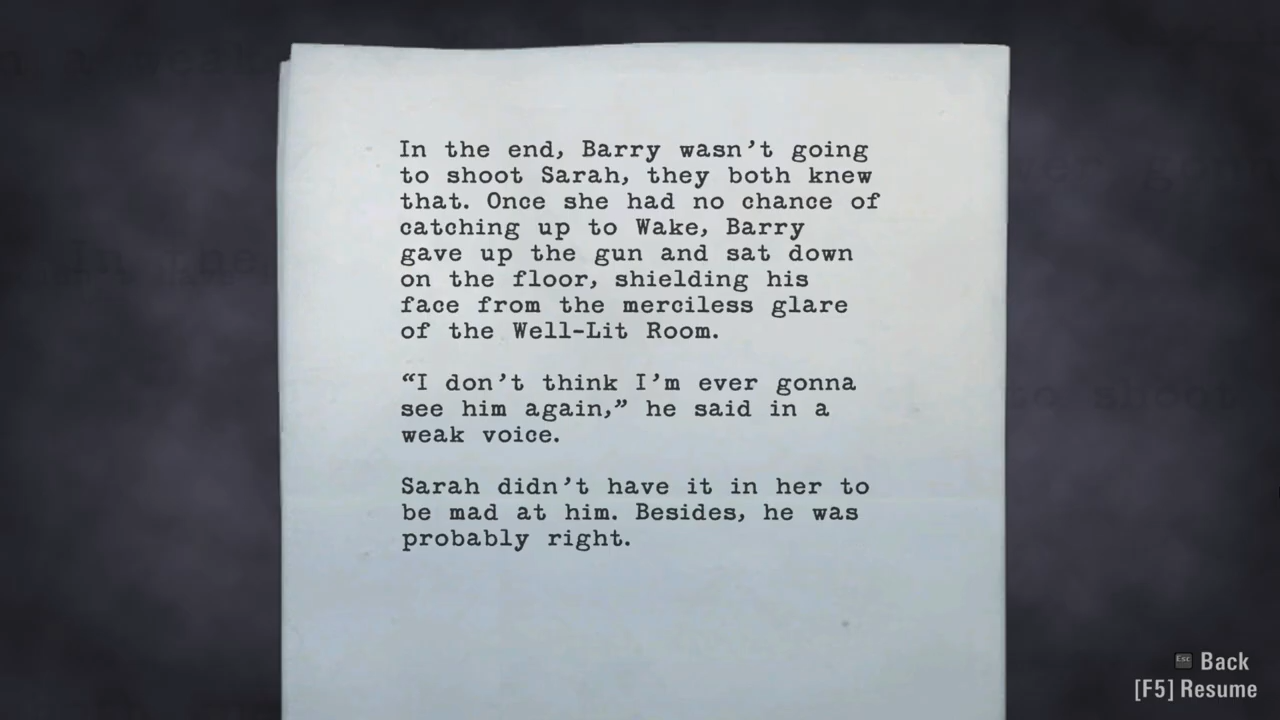 In the end, Barry wasn’t going
to shoot Sarah, they both knew
that. Once she had no chance of
catching up to Wake, Barry
gave up the gun and sat down
on the floor, shielding his
face from the merciless glare
of the Well-Lit Room.
“I don’t think I’m ever gonna
see him again,” he said in a
weak voice.
Sarah didn’t have it in her to
be mad at him. Besides, he was
probably right.
Esc Back
[F5] Resume